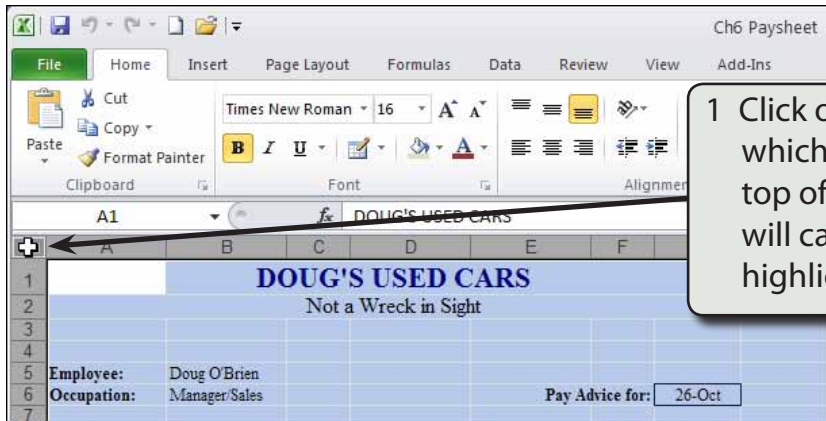 Ch6 Paysheet
File Home Insert Page Layout Formulas Data Review View Add-Ins
Cut
Copy
Format Painter
Paste
Clipboard
Times New Roman 16 A A
B I U A
Font
A1 fx DOUG'S USED CARS
A B C D E F
1 DOUG'S USED CARS
2 Not a Wreck in Sight
3
4
5 Employee: Doug O'Brien
6 Occupation: Manager/Sales Pay Advice for: 26-Oct
7
1 Click
which
top of
will